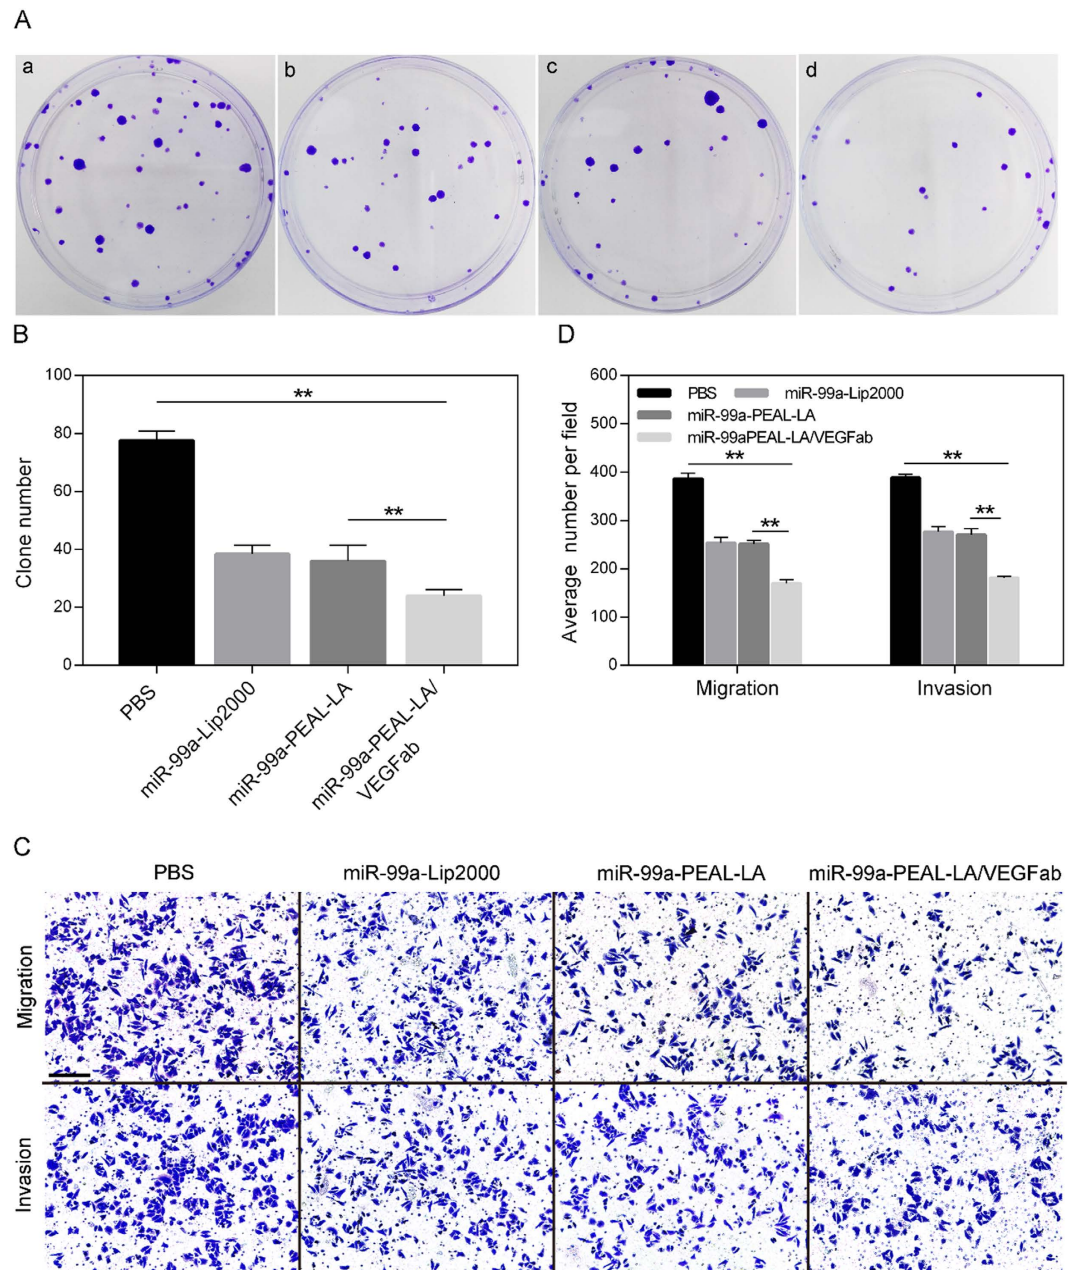 A
a
b
c
d
B
100
80
60
40
20
0
Clone number
**
**
PBS
miR-99a-Lip2000
miR-99a-PEAL-LA
miR-99a-PEAL-LA/
VEGFab
D
600
500
400
300
200
100
0
Average number per field
PBS
miR-99a-Lip2000
miR-99a-PEAL-LA
miR-99aPEAL-LA/VEGFab
**
**
**
**
Migration
Invasion
C
PBS
miR-99a-Lip2000
miR-99a-PEAL-LA
miR-99a-PEAL-LA/VEGFab
Migration
Invasion